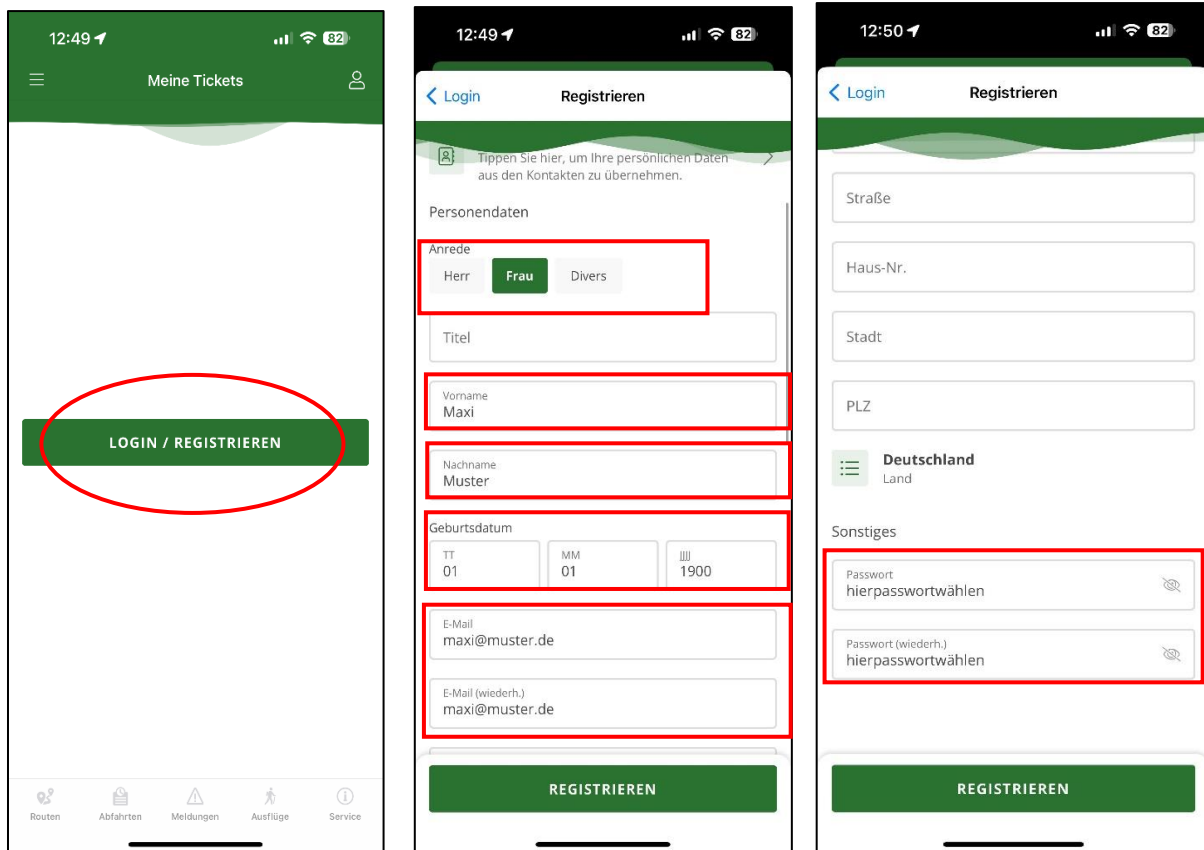 12:49
82
Meine Tickets
LOGIN / REGISTRIEREN
Routen
Abfahrten
Meldungen
Ausflüge
Service
12:49
82
Login
Registrieren
Tippen Sie hier, um Ihre persönlichen Daten
aus den Kontakten zu übernehmen.
Personendaten
Anrede
Herr
Frau
Divers
Titel
Vorname
Maxi
Nachname
Muster
Geburtsdatum
TT
01
MM
01
JJJJ
1900
E-Mail
maxi@muster.de
E-Mail (wiederh.)
maxi@muster.de
REGISTRIEREN
12:50
82
Login
Registrieren
Straße
Haus-Nr.
Stadt
PLZ
Deutschland
Land
Sonstiges
Passwort
hierpasswortwählen
Passwort (wiederh.)
hierpasswortwählen
REGISTRIEREN